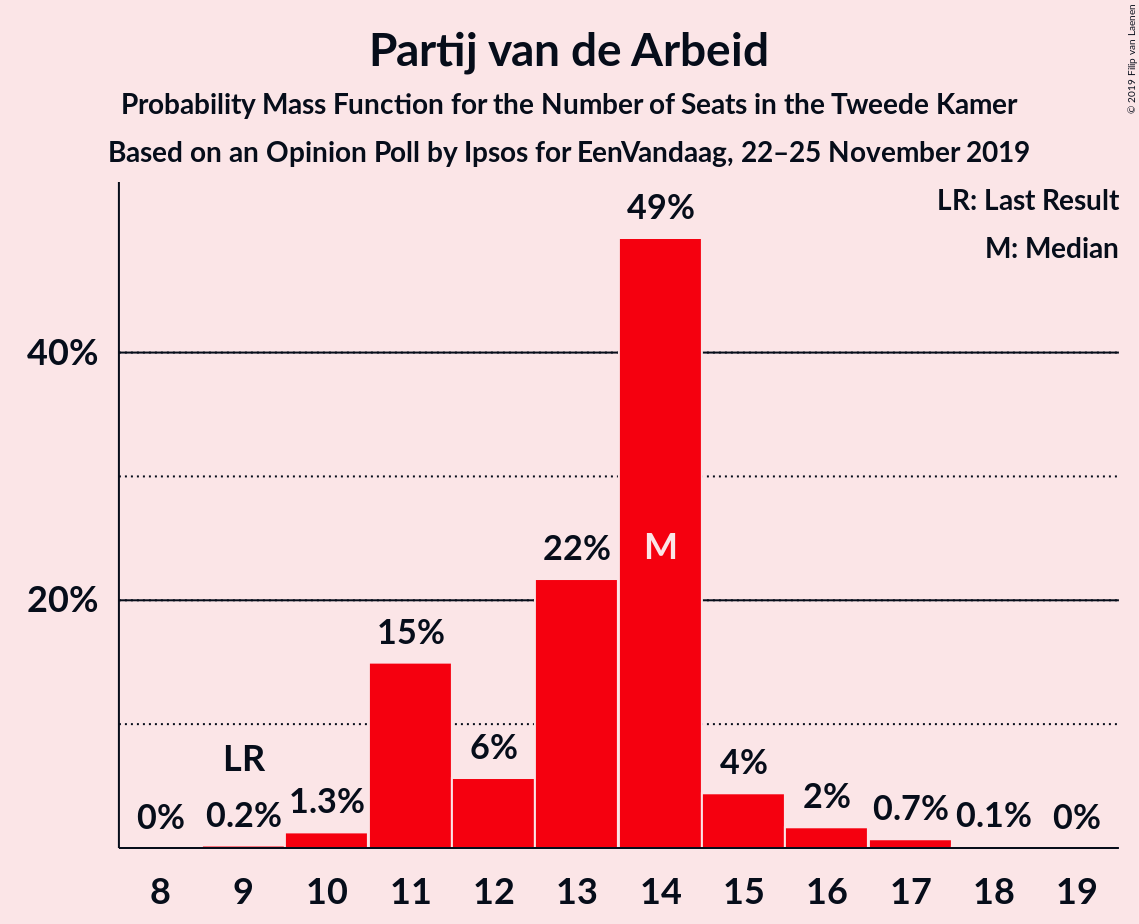 Partij van de Arbeid
Probability Mass Function for the Number of Seats in the Tweede Kamer
Based on an Opinion Poll by Ipsos for EenVandaag, 22–25 November 2019
© 2019 Filip van Laenen
LR: Last Result
M: Median
49%
40%
M
22%
20%
15%
LR
6%
4%
0%
0.2%
1.3%
2%
0.7%
0.1%
0%
8 9 10 11 12 13 14 15 16 17 18 19